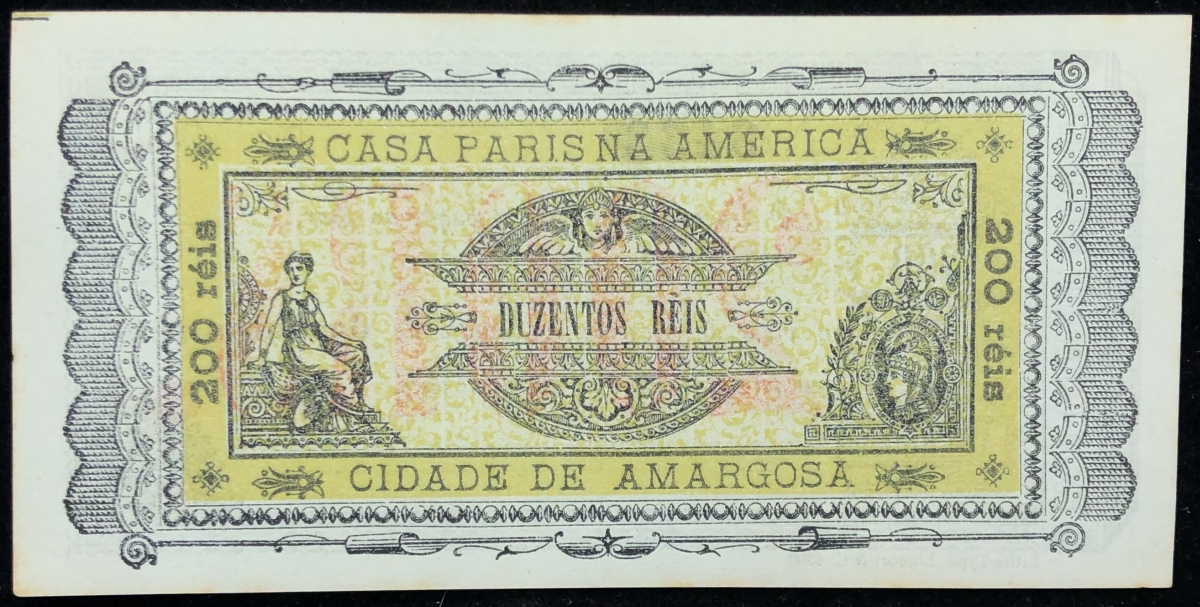 CASA PARIS NA AMERICA
200 réis
DUZENTOS RÉIS
200 réis
CIDADE DE AMARGOSA